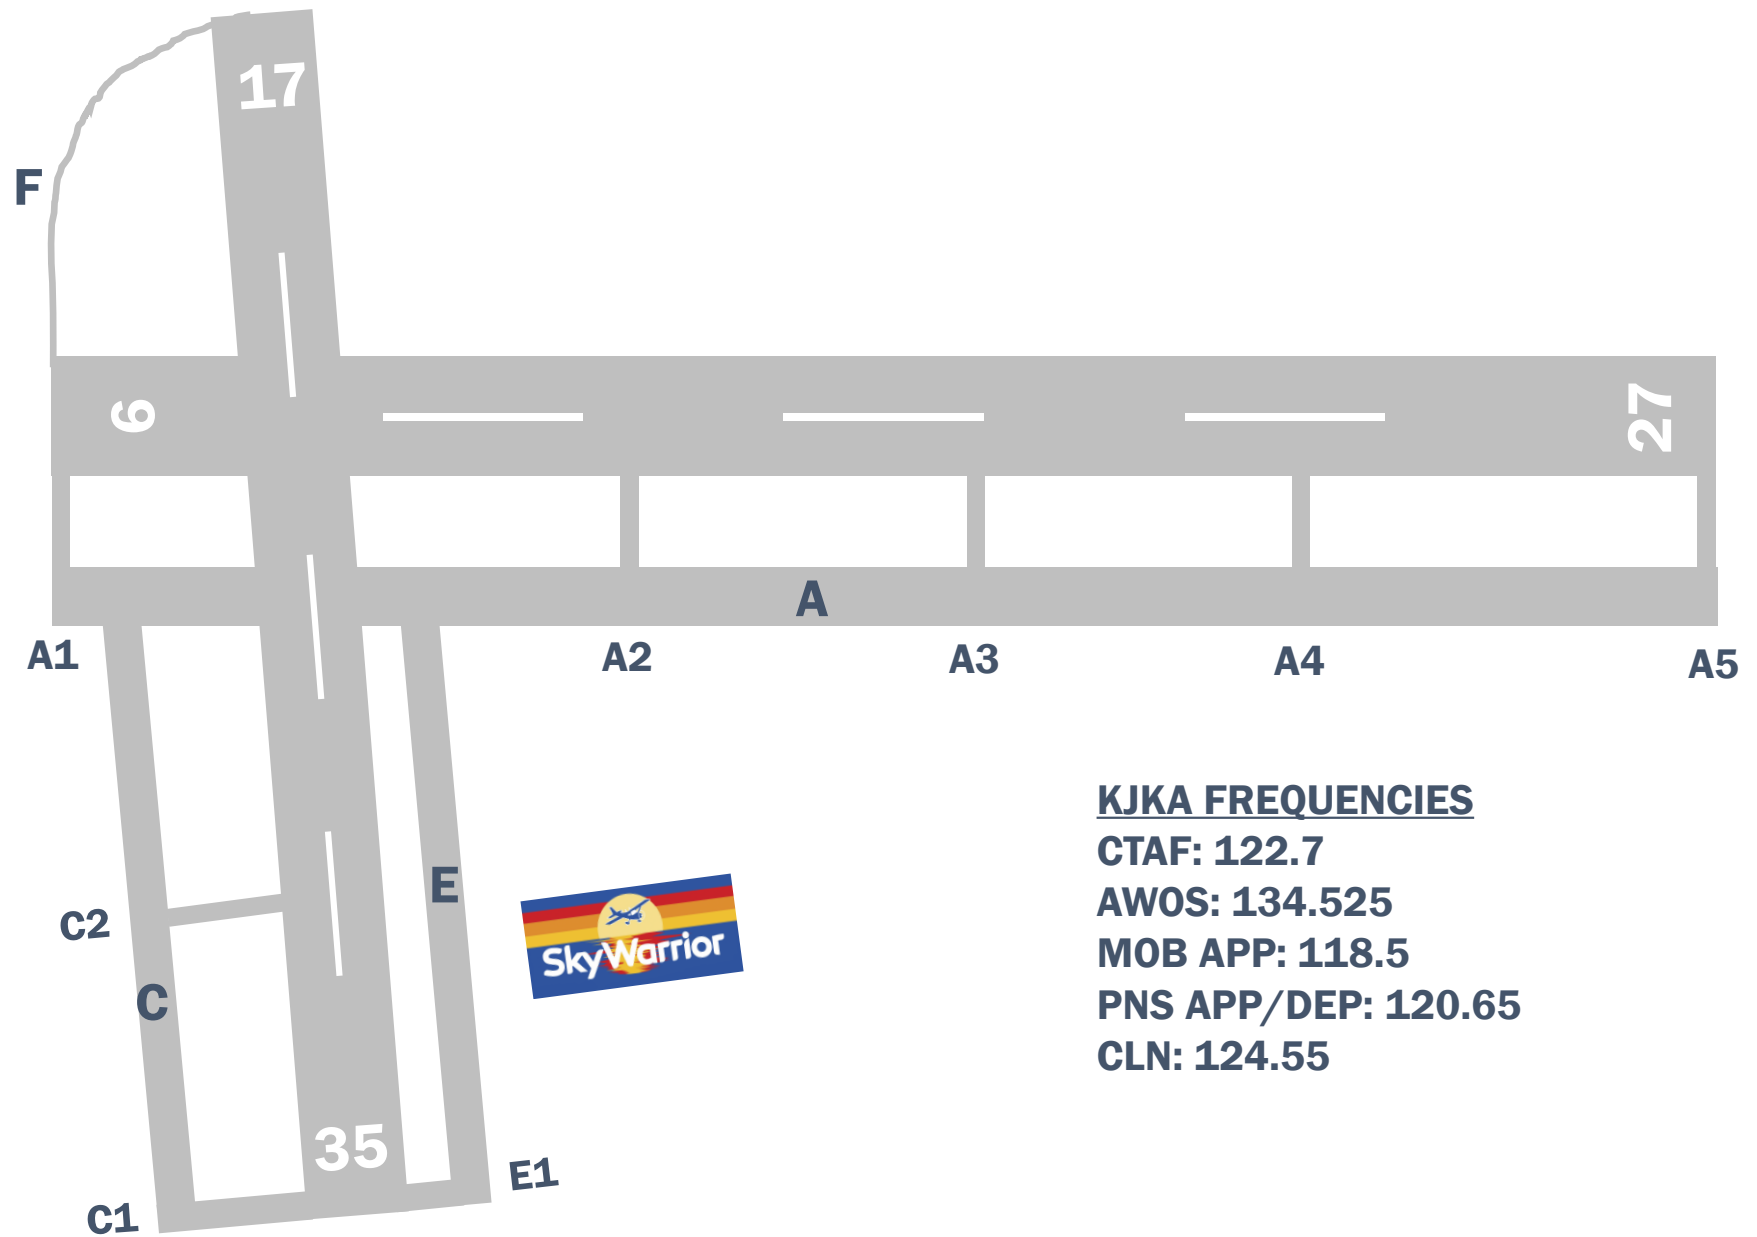 17
F
9
27
A
A1
A2
A3
A4
A5
KJKA FREQUENCIES
CTAF: 122.7
AWOS: 134.525
MOB APP: 118.5
PNS APP/DEP: 120.65
CLN: 124.55
E
C2
SkyWarrior
C
35
E1
C1